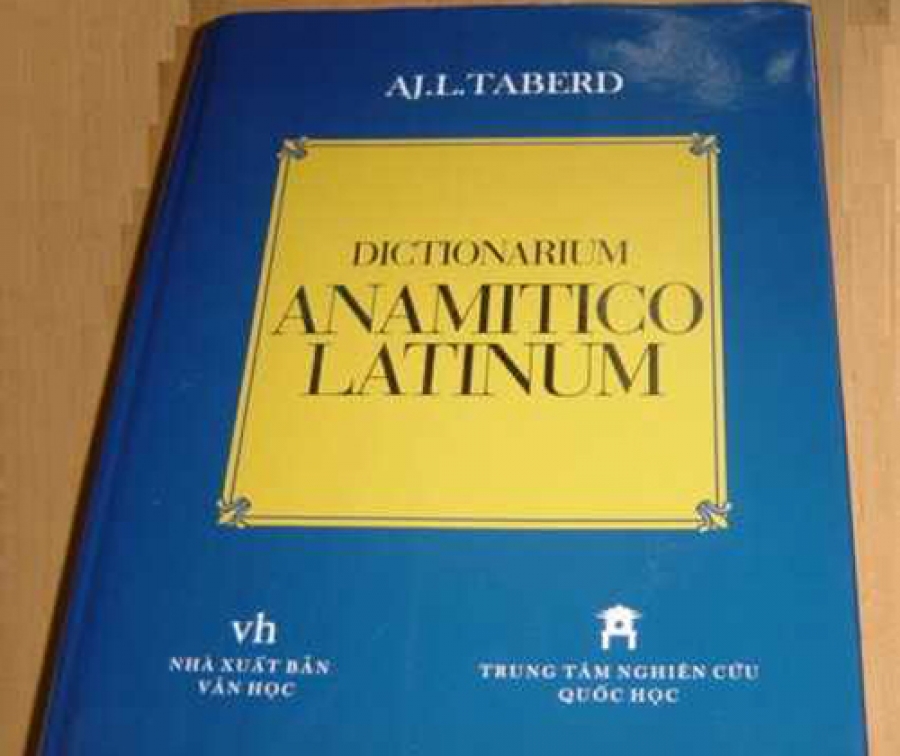 AJ.L.TABERD
DICTIONARIUM
ANAMITICO
LATINUM
vh
NHÀ XUẤT BẢN
VĂN HỌC
TRUNG TÂM NGHIÊN CỨU
QUỐC HỌC